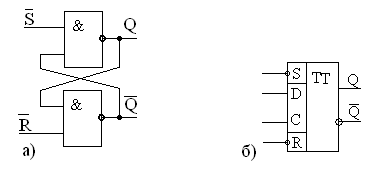 S̅ & Q
& Q̅
R̅
а)
S TT
D Q
C Q̅
R
б)